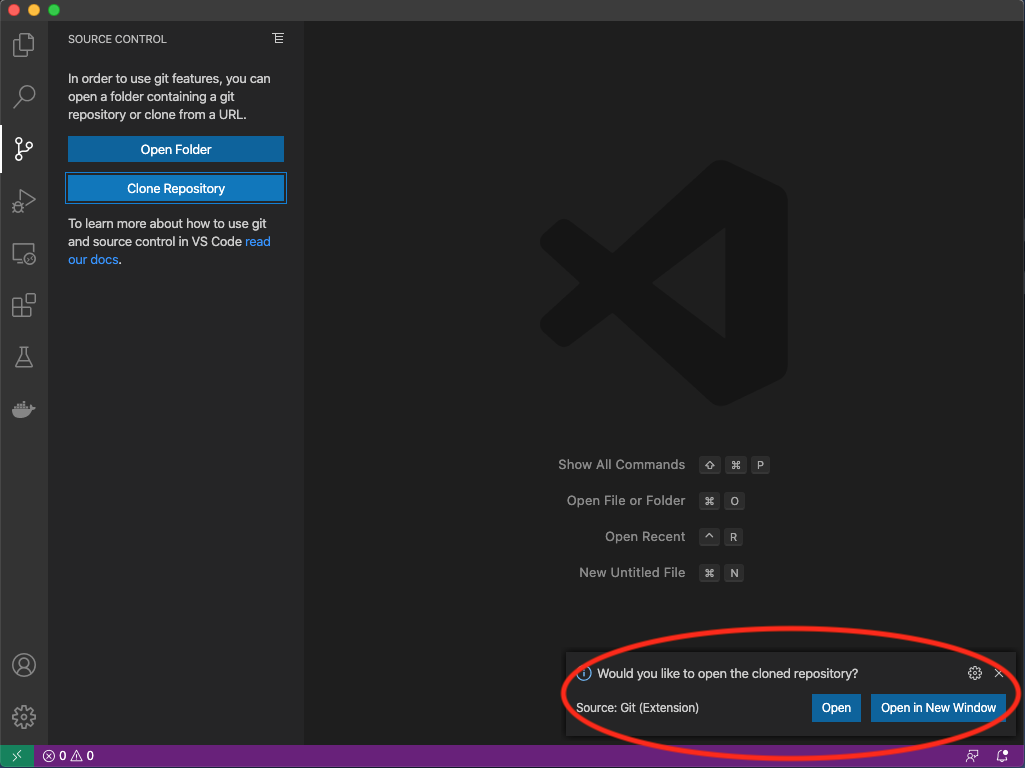 SOURCE CONTROL
In order to use git features, you can
open a folder containing a git
repository or clone from a URL.
Open Folder
Clone Repository
To learn more about how to use git
and source control in VS Code read
our docs.
Show All Commands ⇧ ⌘ P
Open File or Folder ⌘ O
Open Recent ^ R
New Untitled File ⌘ N
Would you like to open the cloned repository?
Source: Git (Extension) Open Open in New Window
0 0